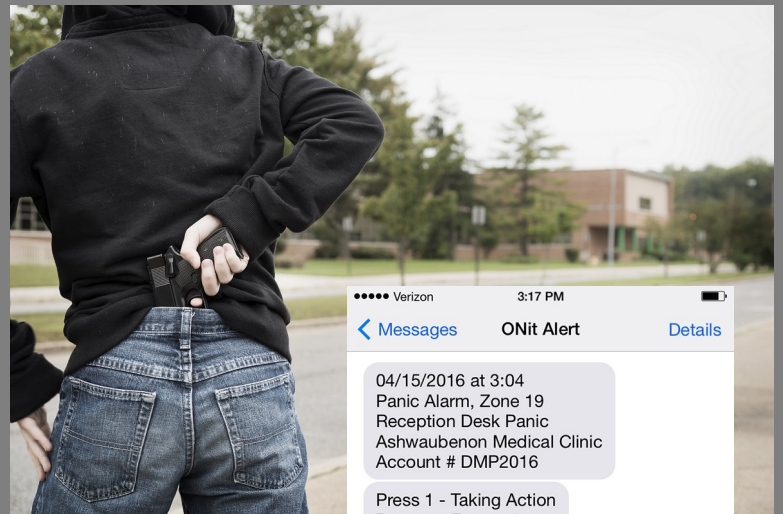 Verizon 3:17 PM
Messages ONit Alert Details
04/15/2016 at 3:04
Panic Alarm, Zone 19
Reception Desk Panic
Ashwaubenon Medical Clinic
Account # DMP2016
Press 1 - Taking Action